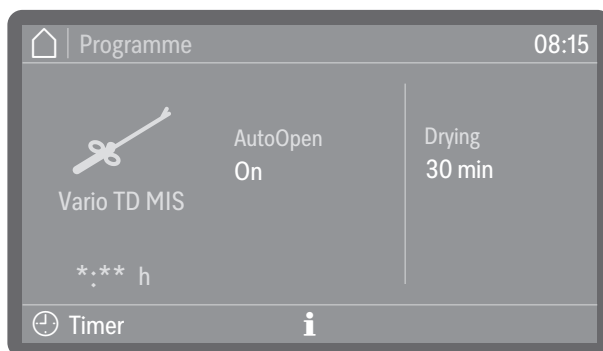 Programme 08:15
AutoOpen
On
Drying
30 min
Vario TD MIS
*:** h
Timer i